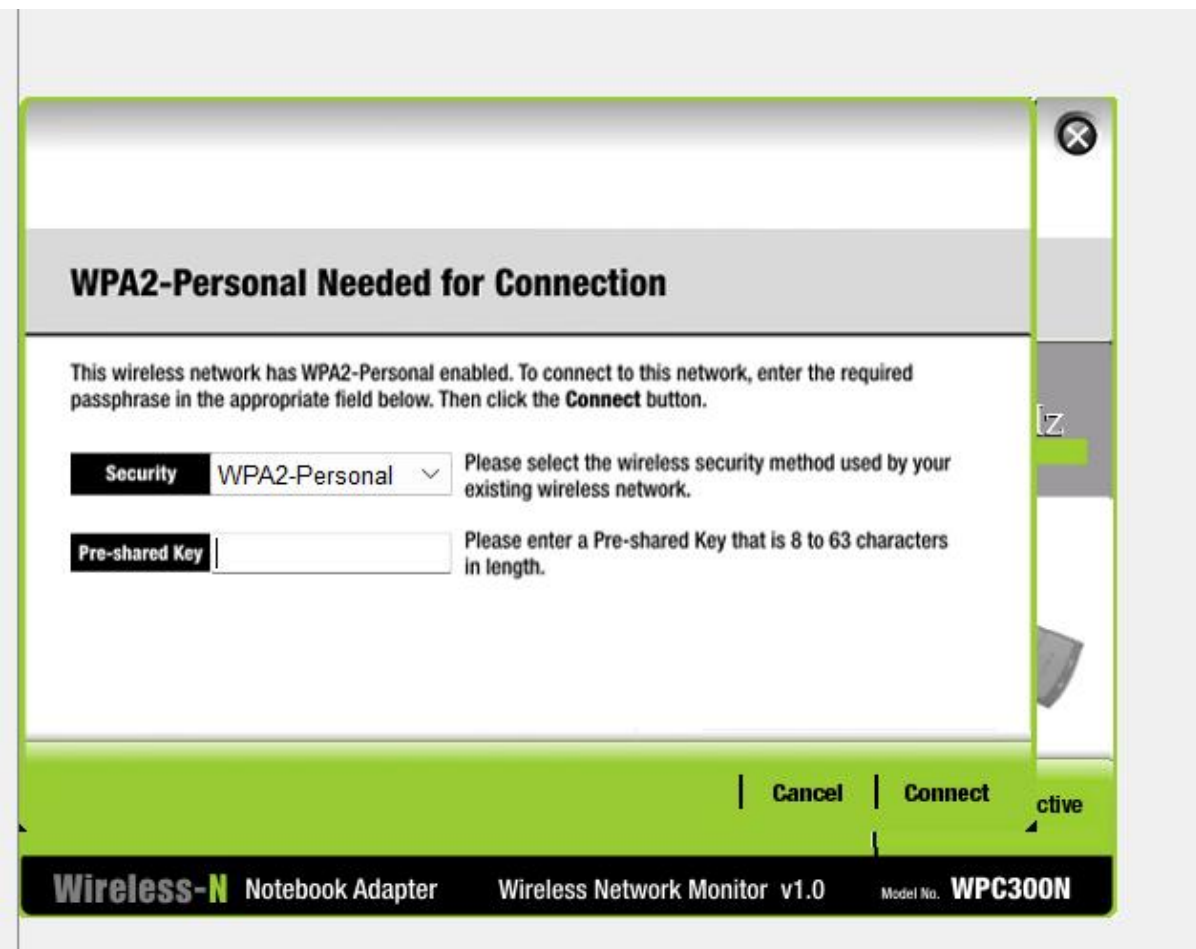 WPA2-Personal Needed for Connection
This wireless network has WPA2-Personal enabled. To connect to this network, enter the required
passphrase in the appropriate field below. Then click the Connect button.
Security WPA2-Personal
Please select the wireless security method used by your
existing wireless network.
Pre-shared Key
Please enter a Pre-shared Key that is 8 to 63 characters
in length.
Cancel Connect
ctive
Wireless-N Notebook Adapter Wireless Network Monitor v1.0 Model No. WPC300N